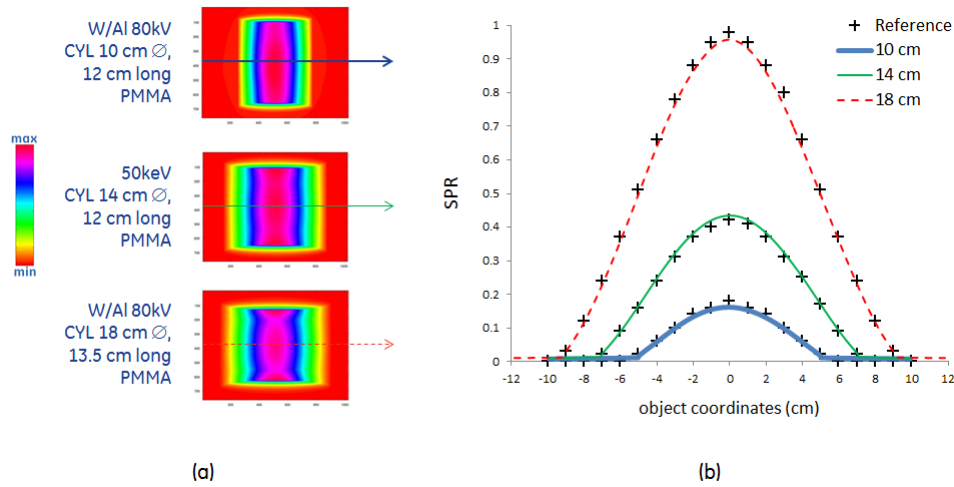 W/Al 80kV
CYL 10 cm ∅,
12 cm long
PMMA
max
min
50keV
CYL 14 cm ∅,
12 cm long
PMMA
W/Al 80kV
CYL 18 cm ∅,
13.5 cm long
PMMA
(a)
Reference
10 cm
14 cm
18 cm
SPR
1
0.9
0.8
0.7
0.6
0.5
0.4
0.3
0.2
0.1
0
-12 -10 -8 -6 -4 -2 0 2 4 6 8 10 12
object coordinates (cm)
(b)